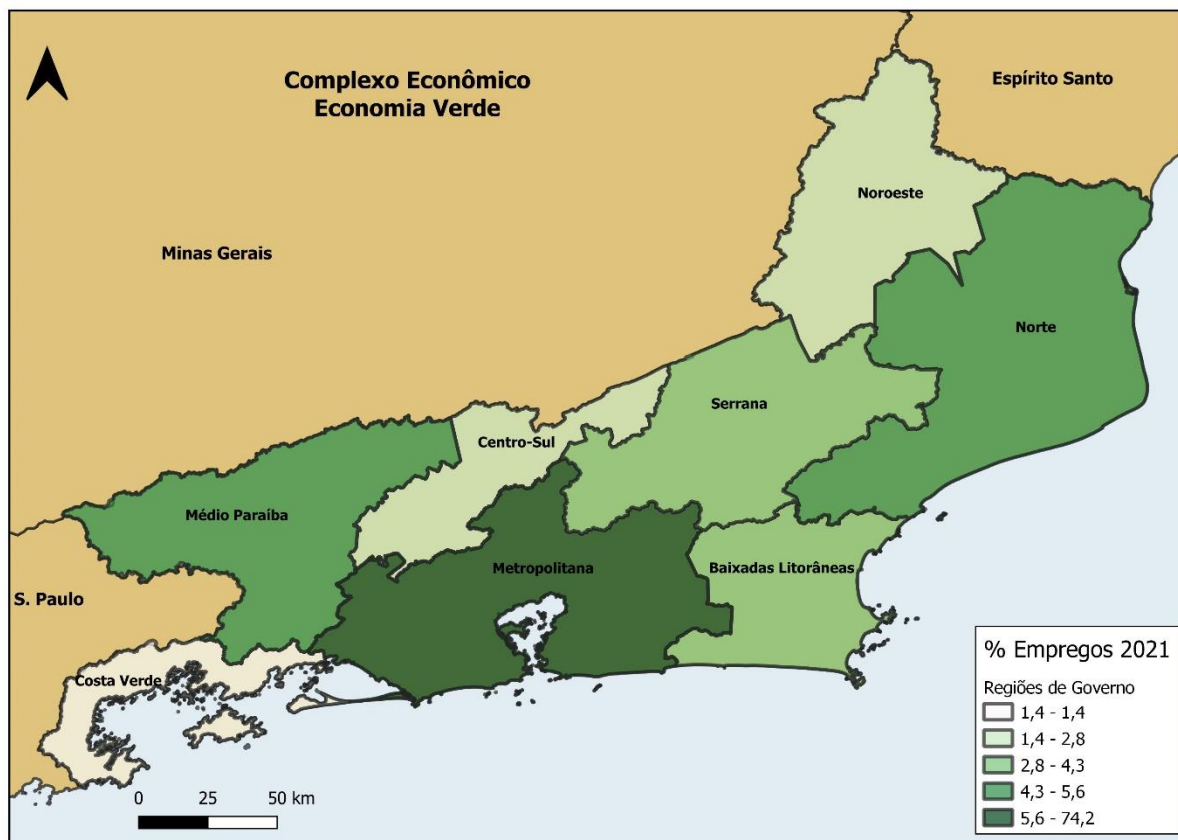 Complexo Econômico
Economia Verde
Espírito Santo
Noroeste
Minas Gerais
Norte
Serrana
Centro-Sul
Médio Paraíba
Metropolitana
Baixadas Litorâneas
S. Paulo
Costa Verde
% Empregos 2021
Regiões de Governo
1,4 - 1,4
1,4 - 2,8
2,8 - 4,3
4,3 - 5,6
5,6 - 74,2
0 25 50 km